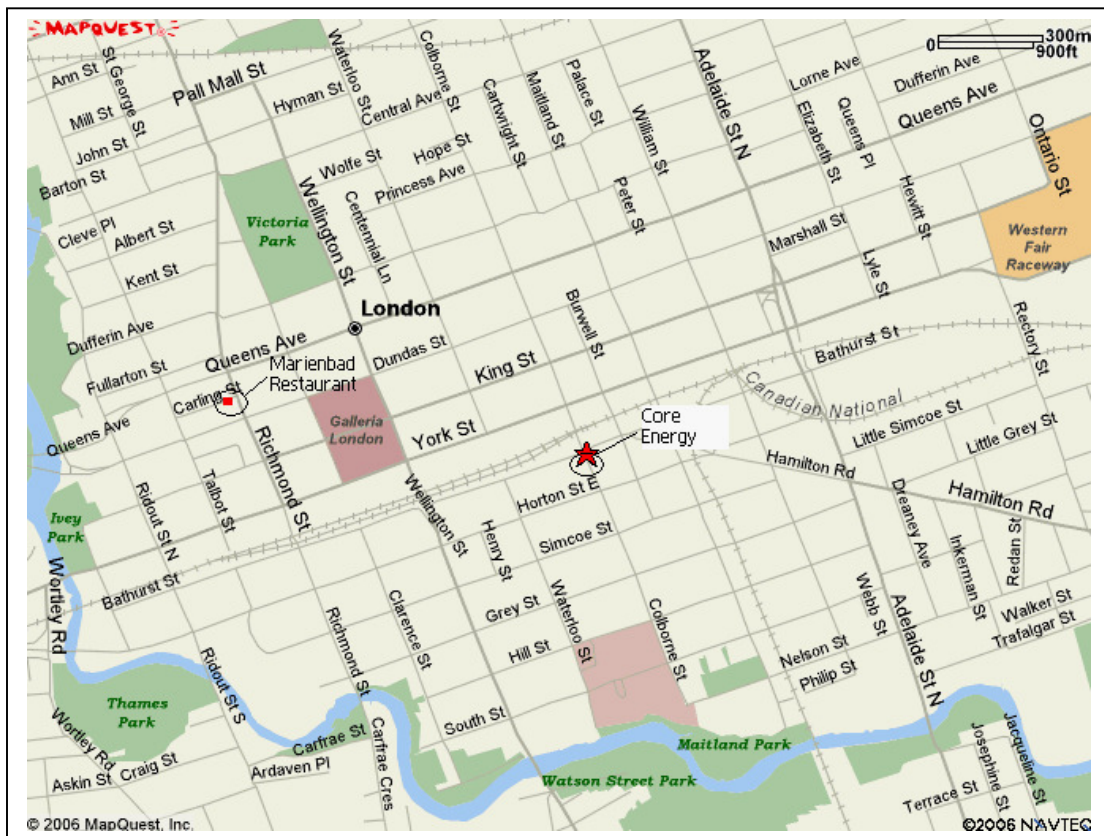 MAPQUEST
0 300m
900ft
Ann St
St George St
Pall Mall St
Waterloo St
Colborne St
Hyman St
Central Ave
Cartwright St
Maitland St
Palace St
William St
Adelaide St N
Lorne Ave
Dufferin Ave
Queens Ave
Elizabeth St
Queens Pl
Ontario St
Mill St
John St
Barton St
Wolfe St
Hope St
Princess Ave
Peter St
Hewitt St
Cleve Pl
Albert St
Kent St
Victoria
Park
Wellington St
Centennial Ln
Marshall St
Lyle St
Western
Fair
Raceway
Dufferin Ave
London
Burwell St
Rectory St
Queens Ave
Dundas St
King St
Bathurst St
Fullarton St
Marienbad
Restaurant
Carling St
Canadian National
Queens Ave
Galleria
London
York St
Core
Energy
Little Simcoe St
Little Grey St
Richmond St
Talbot St
Ridout St N
Hamilton Rd
Hamilton Rd
Wellington St
Horton St E
Dreaney Ave
Ivey
Park
Simcoe St
Henry St
Inkerman St
Redan St
Wortley Rd
Bathurst St
Clarence St
Grey St
Waterloo St
Colborne St
Webb St
Adelaide St N
Walker St
Trafalgar St
Richmond St
Hill St
Nelson St
Philip St
Ridout St S
Thames
Park
Wortley Rd
South St
Carfrae St
Carfrae Cres
Maitland Park
Josephine St
Jacqueline St
Askin St
Craig St
Ardaven Pl
Watson Street Park
Terrace St
© 2006 MapQuest, Inc.
©2006 NAVTEC